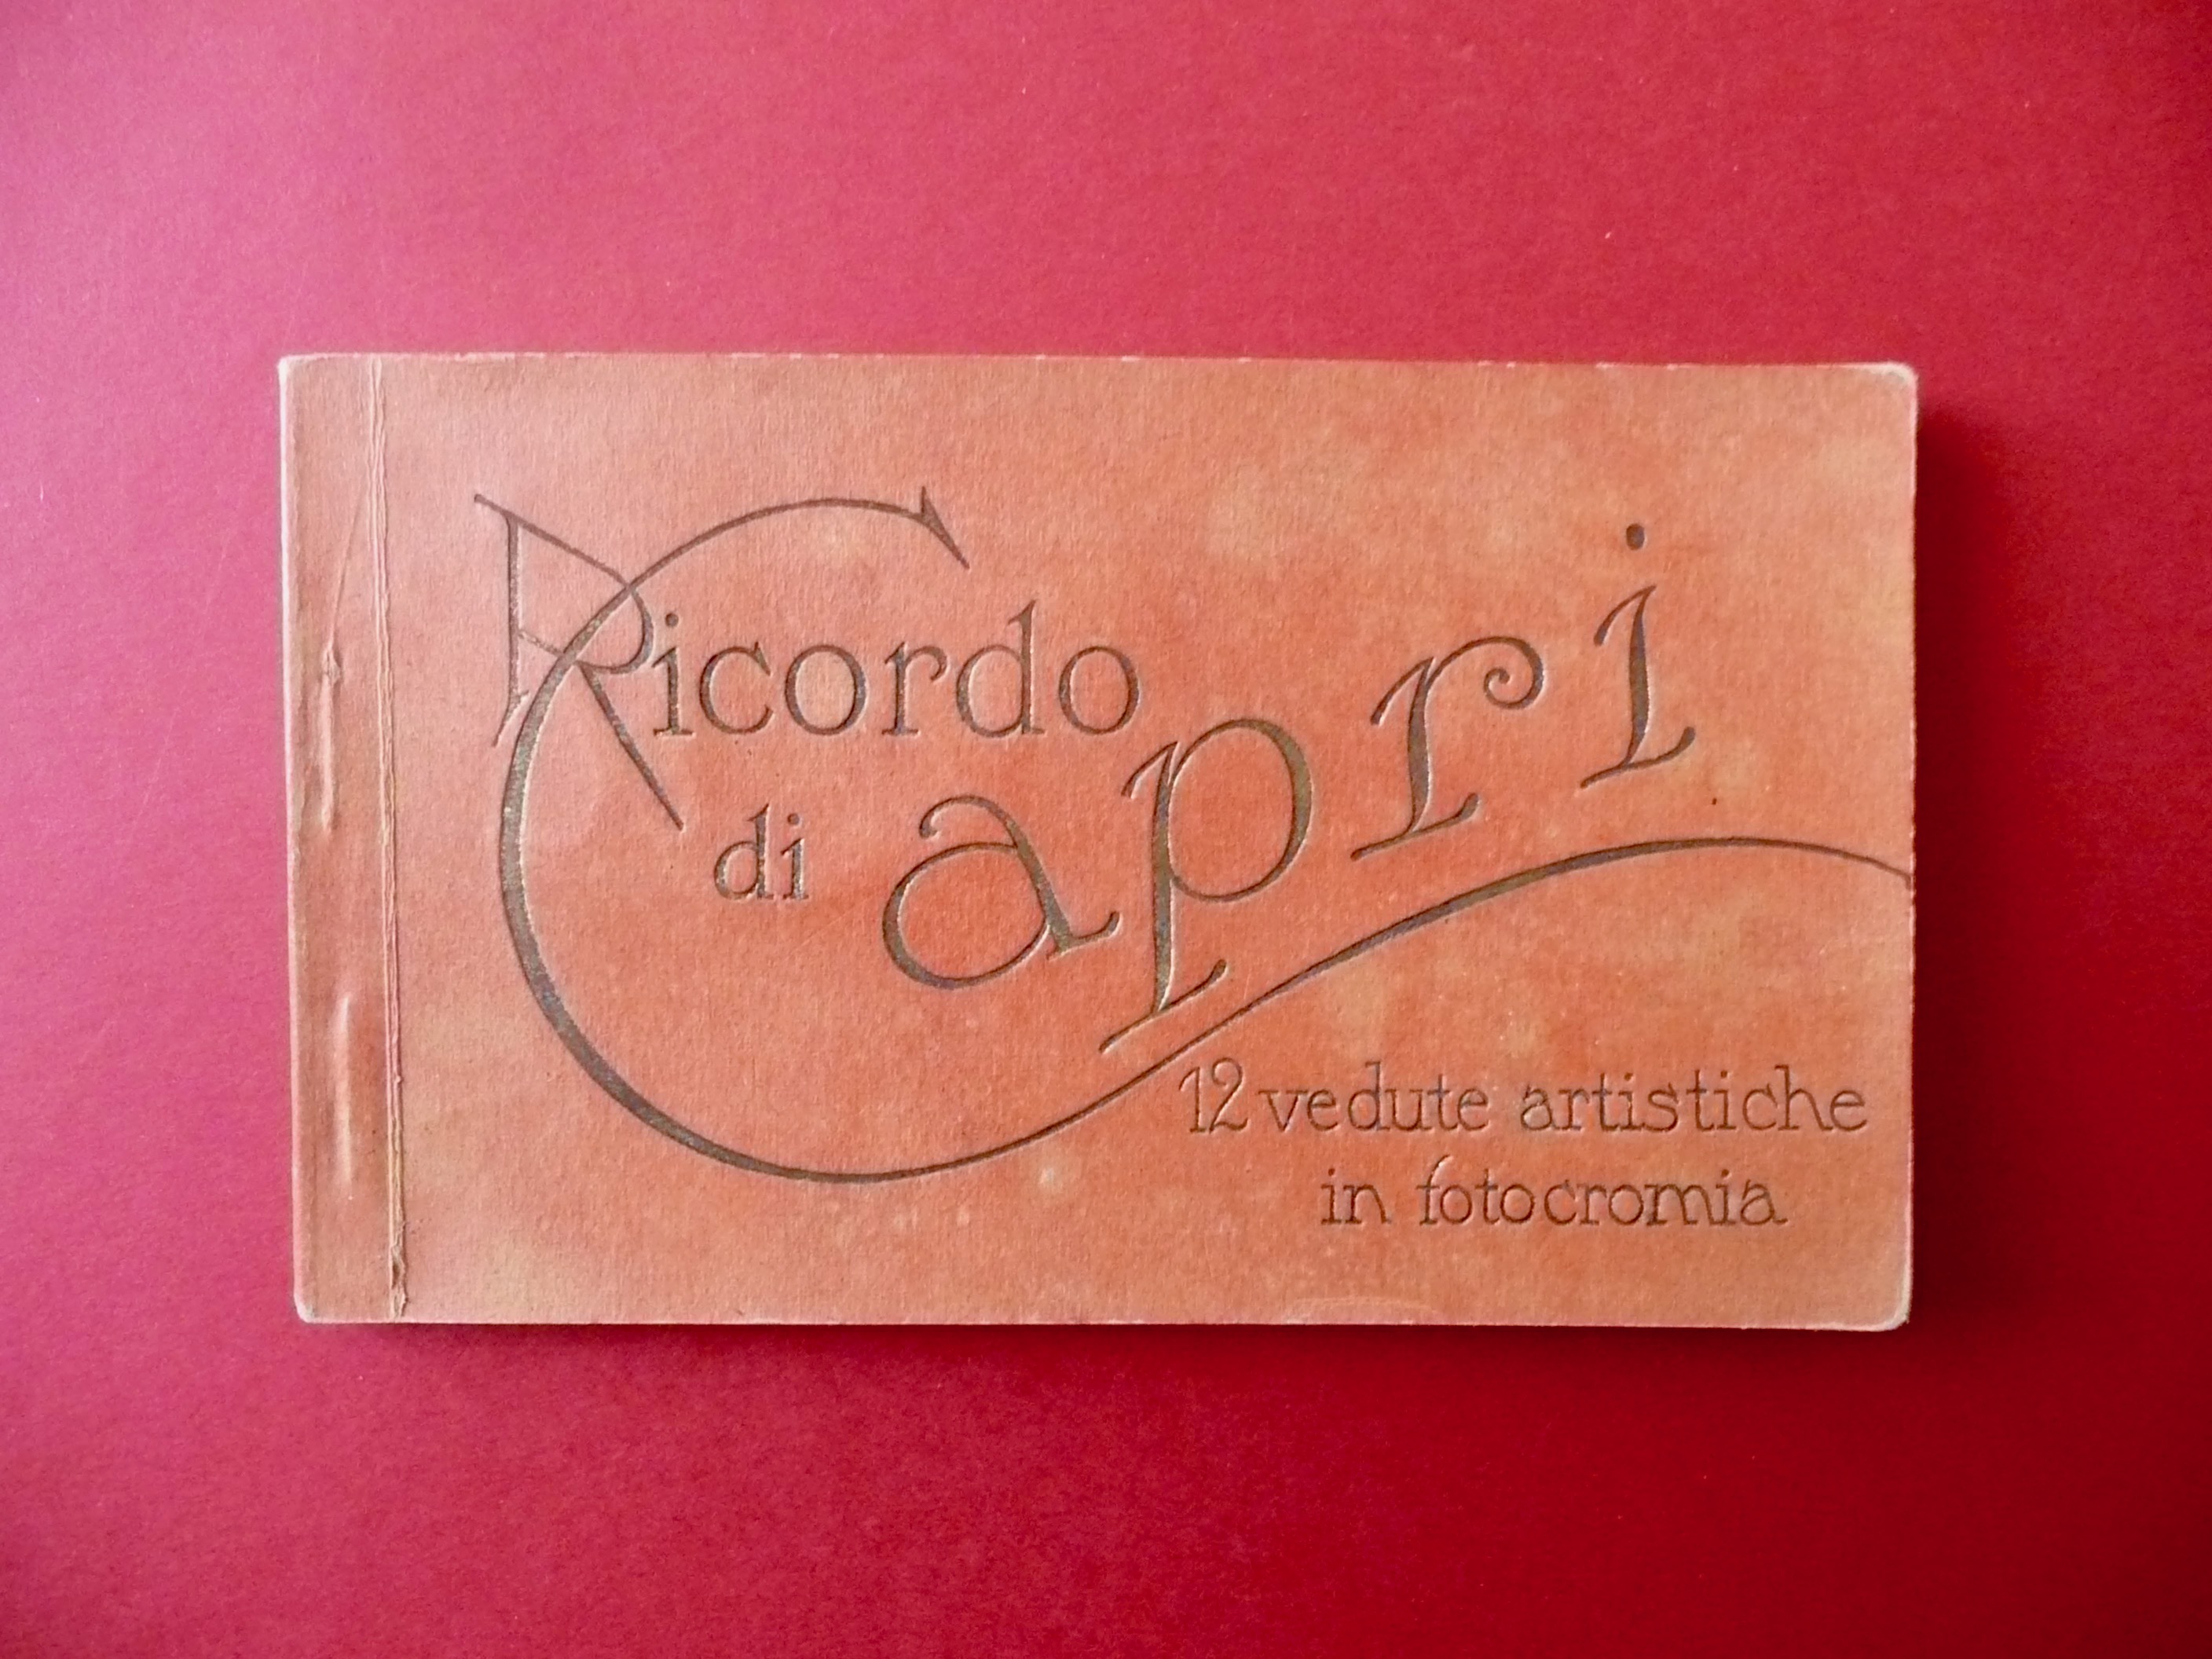 Ricordo
di Capri
12 vedute artistiche
in fotocromia